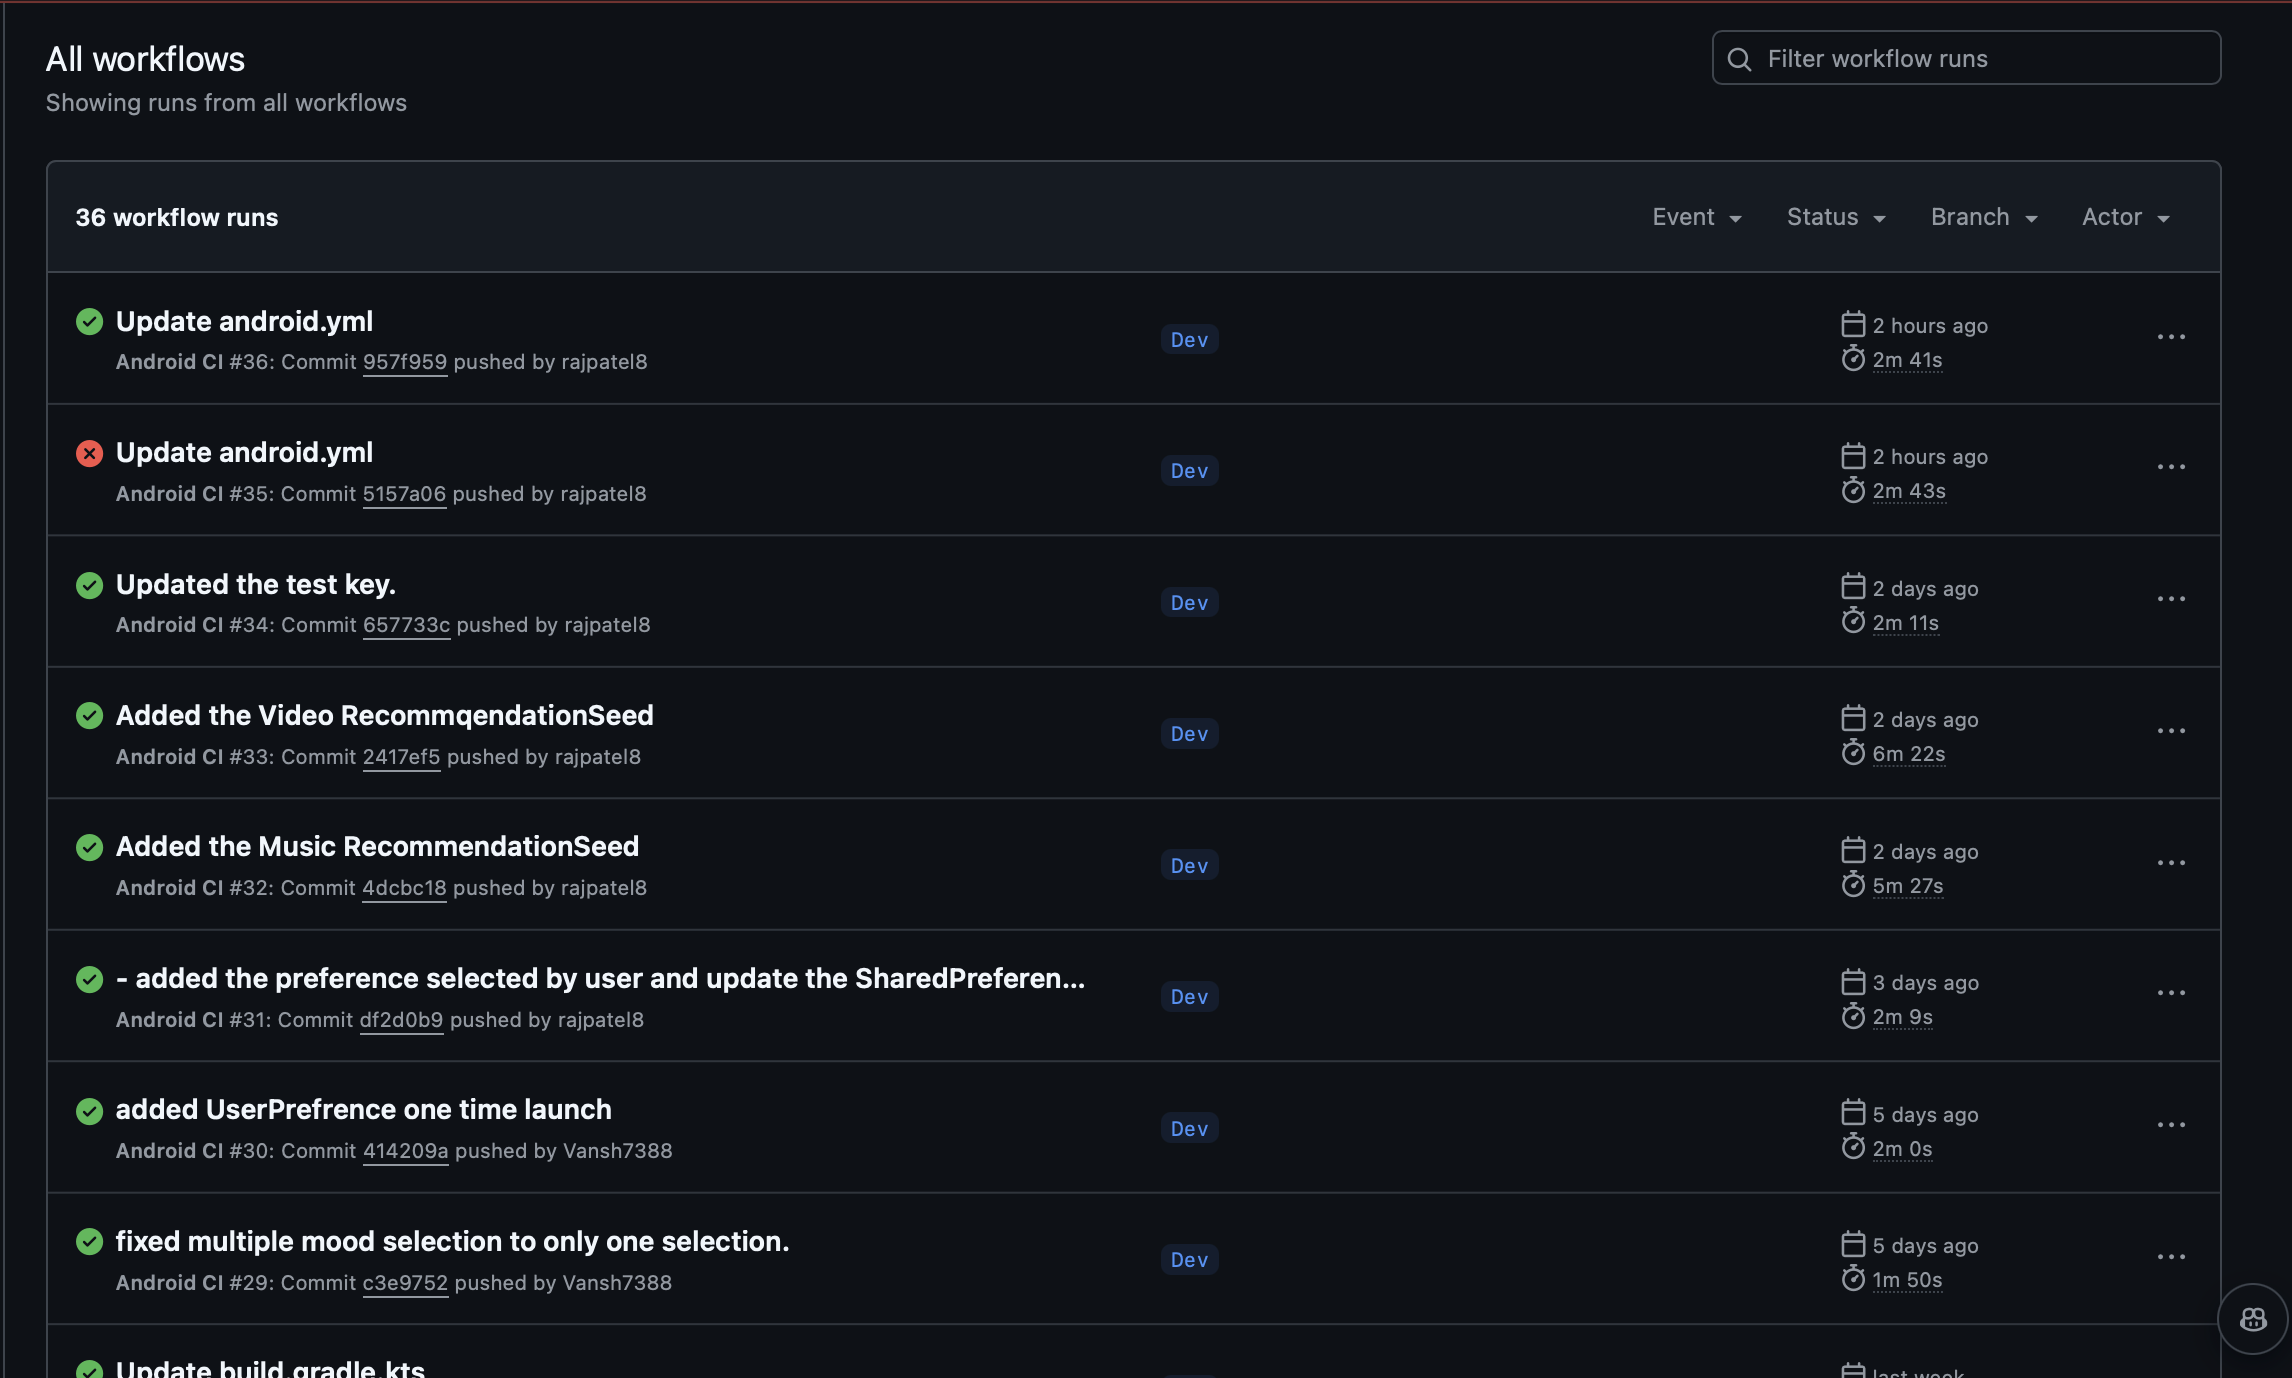 All workflows
Filter workflow runs
Showing runs from all workflows
36 workflow runs
Event
Status
Branch
Actor
Update android.yml
Android CI #36: Commit 957f959 pushed by rajpatel8
Dev
2 hours ago
2m 41s
Update android.yml
Android CI #35: Commit 5157a06 pushed by rajpatel8
Dev
2 hours ago
2m 43s
Updated the test key.
Android CI #34: Commit 657733c pushed by rajpatel8
Dev
2 days ago
2m 11s
Added the Video RecommqendationSeed
Android CI #33: Commit 2417ef5 pushed by rajpatel8
Dev
2 days ago
6m 22s
Added the Music RecommendationSeed
Android CI #32: Commit 4dcbc18 pushed by rajpatel8
Dev
2 days ago
5m 27s
- added the preference selected by user and update the SharedPreferen...
Android CI #31: Commit df2d0b9 pushed by rajpatel8
Dev
3 days ago
2m 9s
added UserPrefrence one time launch
Android CI #30: Commit 414209a pushed by Vansh7388
Dev
5 days ago
2m 0s
fixed multiple mood selection to only one selection.
Android CI #29: Commit c3e9752 pushed by Vansh7388
Dev
5 days ago
1m 50s
Update build.gradle.kts
last week